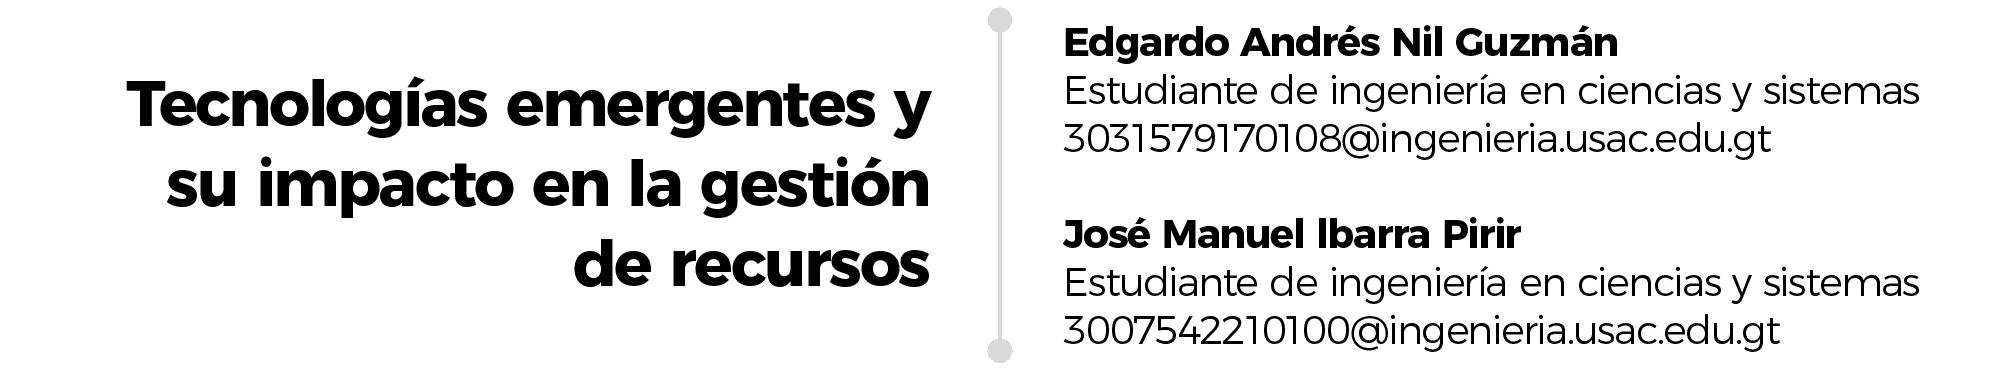 Tecnologías emergentes y
su impacto en la gestión
de recursos
Edgardo Andrés Nil Guzmán
Estudiante de ingeniería en ciencias y sistemas
3031579170108@ingenieria.usac.edu.gt
José Manuel lbarra Pirir
Estudiante de ingeniería en ciencias y sistemas
3007542210100@ingenieria.usac.edu.gt